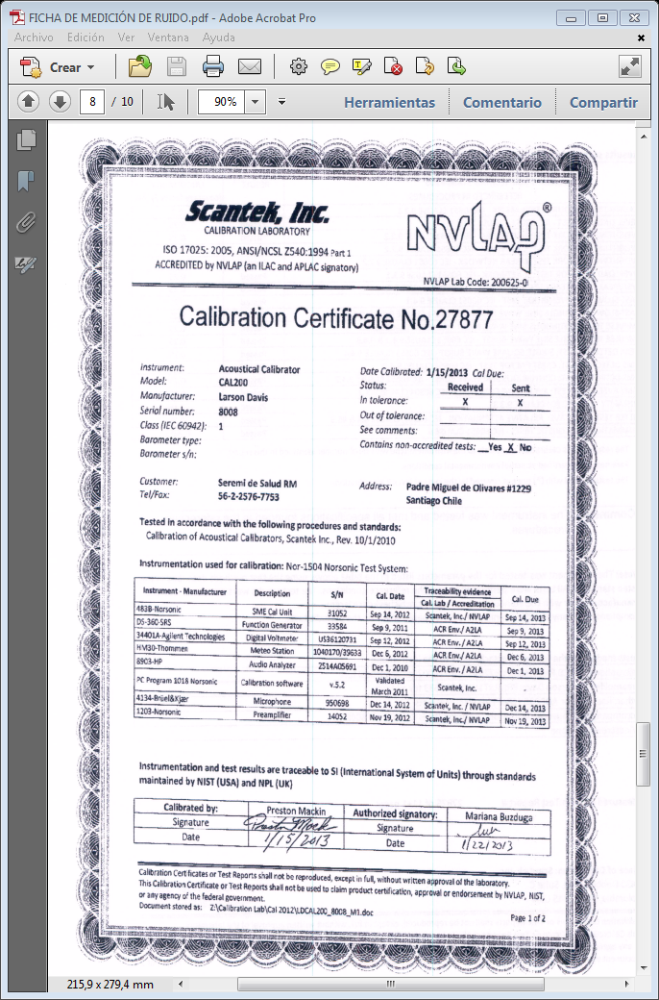 FICHA DE MEDICIÓN DE RUIDO.pdf - Adobe Acrobat Pro
Archivo Edición Ver Ventana Ayuda
Crear
8 / 10 90% Herramientas Comentario Compartir
Scantek, Inc.
CALIBRATION LABORATORY
ISO 17025: 2005, ANSI/NCSL Z540:1994 Part 1
ACCREDITED by NVLAP (an ILAC and APLAC signatory)
NVLAP®
NVLAP Lab Code: 200625-0
Calibration Certificate No.27877
Instrument: Acoustical Calibrator
Model: CAL200
Manufacturer: Larson Davis
Serial number: 8008
Class (IEC 60942): 1
Barometer type:
Barometer s/n:
Date Calibrated: 1/15/2013 Cal Due:
Status: Received Sent
In tolerance: X X
Out of tolerance:
See comments:
Contains non-accredited tests: __Yes X No
Customer: Seremi de Salud RM
Tel/Fax: 56-2-2576-7753
Address: Padre Miguel de Olivares #1229
Santiago Chile
Tested in accordance with the following procedures and standards:
Calibration of Acoustical Calibrators, Scantek Inc., Rev. 10/1/2010
Instrumentation used for calibration: Nor-1504 Norsonic Test System:
Instrument - Manufacturer Description S/N Cal. Date Traceability evidence Cal. Due
Cal. Lab / Accreditation
483B-Norsonic SME Cal Unit 31052 Sep 14, 2012 Scantek, Inc./ NVLAP Sep 14, 2013
DS-360-SRS Function Generator 33584 Sep 9, 2011 ACR Env./ A2LA Sep 9, 2013
34401A-Agilent Technologies Digital Voltmeter US36120731 Sep 12, 2012 ACR Env./ A2LA Sep 12, 2013
HM30-Thommen Meteo Station 1040170/39633 Dec 6, 2012 ACR Env./ A2LA Dec 6, 2013
8903-HP Audio Analyzer 2514A05691 Dec 1, 2010 ACR Env./ A2LA Dec 1, 2013
PC Program 1018 Norsonic Calibration software v.5.2 Validated March 2011 Scantek, Inc. -
4134-Brüel&Kjær Microphone 950698 Dec 14, 2012 Scantek, Inc. / NVLAP Dec 14, 2013
1203-Norsonic Preamplifier 14052 Nov 19, 2012 Scantek, Inc./ NVLAP Nov 19, 2013
Instrumentation and test results are traceable to SI (International System of Units) through standards
maintained by NIST (USA) and NPL (UK)
Calibrated by: Preston Mackin Authorized signatory: Mariana Buzduga
Signature Signature
Date 1/15/2013 Date 1/22/2013
Calibration Certificates or Test Reports shall not be reproduced, except in full, without written approval of the laboratory.
This Calibration Certificate or Test Reports shall not be used to claim product certification, approval or endorsement by NVLAP, NIST,
or any agency of the federal government.
Document stored as: Z:\Calibration Lab\Cal 2012\LDCAL200_8008_M1.doc
Page 1 of 2
215,9 x 279,4 mm